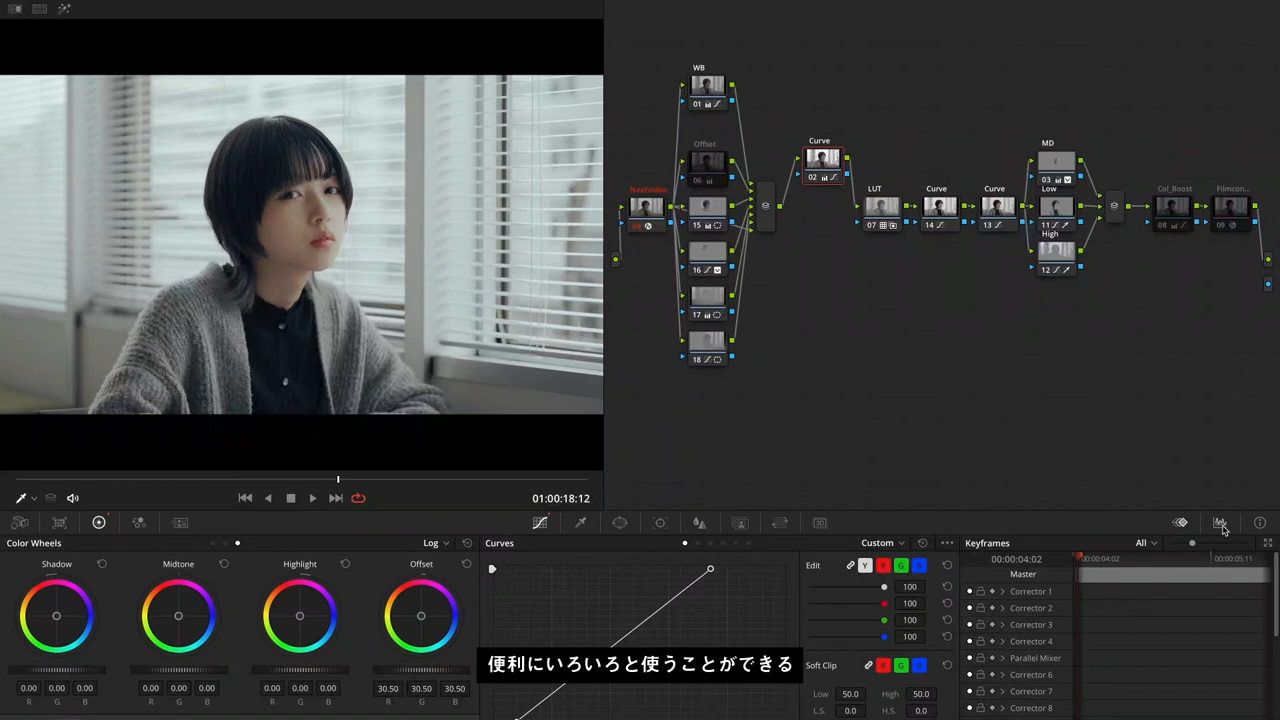 WB
01
Offset
06
Curve
02
MD
03
NeatVideo
15
LUT
07
Curve
14
Curve
13
Low
11
Col_Boost
08
Filmcon...
09
High
12
16
17
18
01:00:18:12
Color Wheels
Log
Curves
Custom
Keyframes
All
Shadow
Midtone
Highlight
Offset
0.00 0.00 0.00
R G B
0.00 0.00 0.00
R G B
0.00 0.00 0.00
R G B
30.50 30.50 30.50
R G B
Edit
Y R G B
100
100
100
100
Soft Clip
R G B
Low 50.0 High 50.0
L.S. 0.0 H.S. 0.0
00:00:04:02
00:00:04:02
00:00:05:11
Master
Corrector 1
Corrector 2
Corrector 3
Corrector 4
Parallel Mixer
Corrector 6
Corrector 7
Corrector 8
便利にいろいろと使うことができる